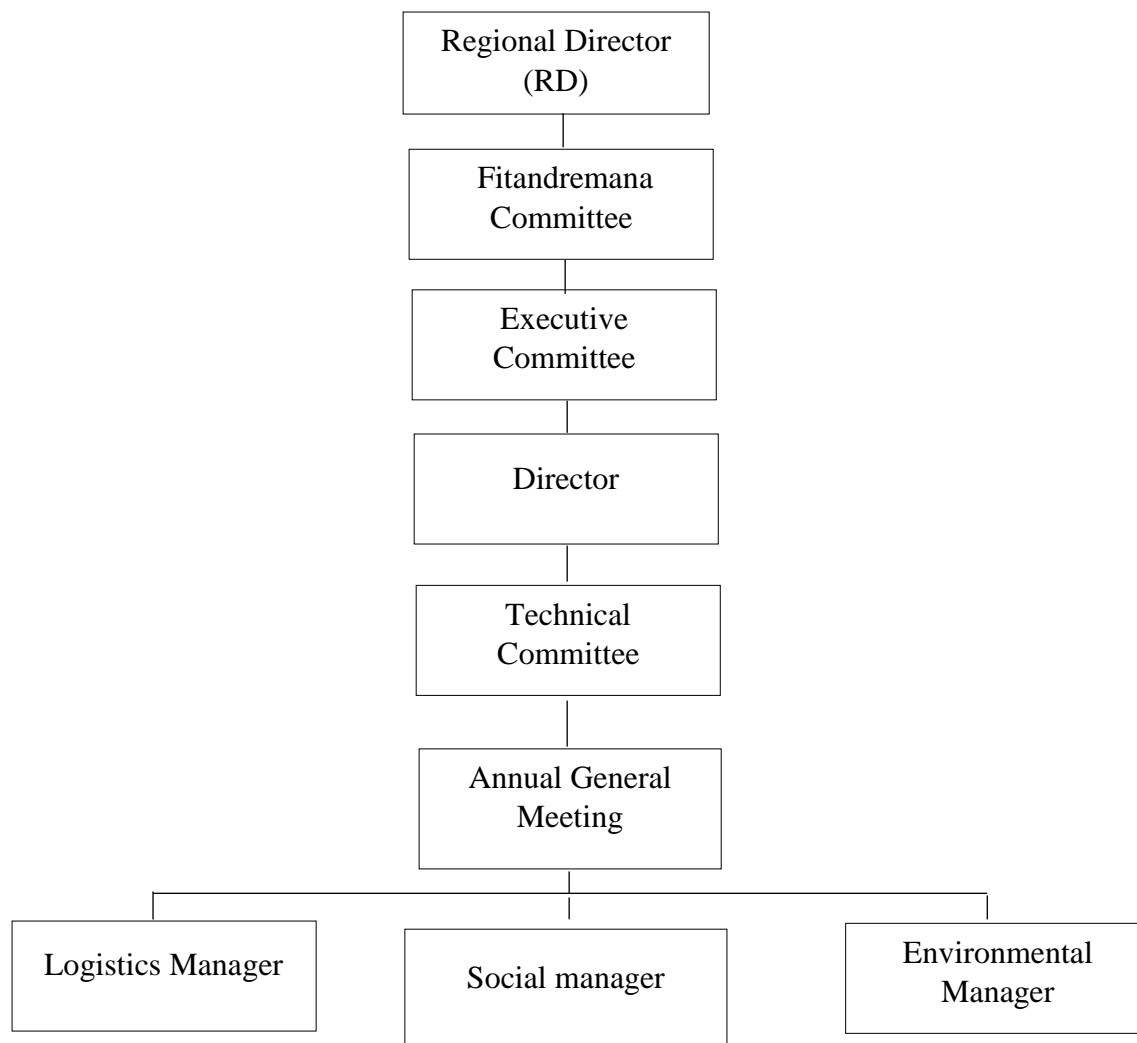 Regional Director
(RD)
Fitandremana
Committee
Executive
Committee
Director
Technical
Committee
Annual General
Meeting
Logistics Manager
Social manager
Environmental
Manager